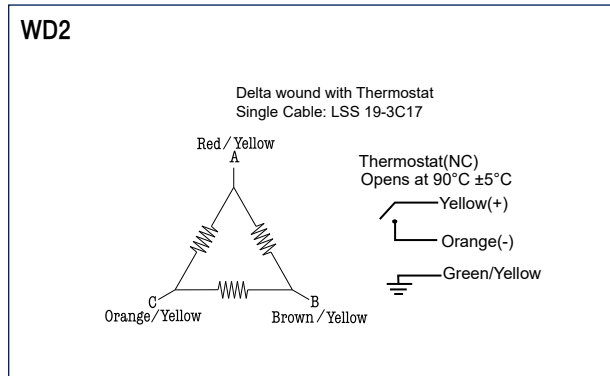 WD2
Delta wound with Thermostat
Single Cable: LSS 19-3C17
Red/Yellow
A
Thermostat(NC)
Opens at 90°C ±5°C
Yellow(+)
Orange(-)
Green/Yellow
C
B
Orange/Yellow
Brown/Yellow